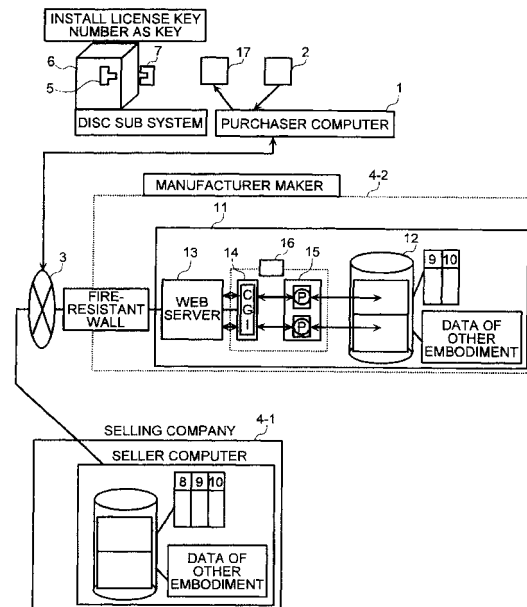 INSTALL LICENSE KEY
NUMBER AS KEY
6
7
5
17
2
1
DISC SUB SYSTEM
PURCHASER COMPUTER
MANUFACTURER MAKER
4-2
11
3
13
14
16
15
12
9 10
FIRE-
RESISTANT
WALL
WEB
SERVER
C
G
I
P
P
DATA OF
OTHER
EMBODIMENT
SELLING COMPANY
4-1
SELLER COMPUTER
8 9 10
DATA OF
OTHER
EMBODIMENT